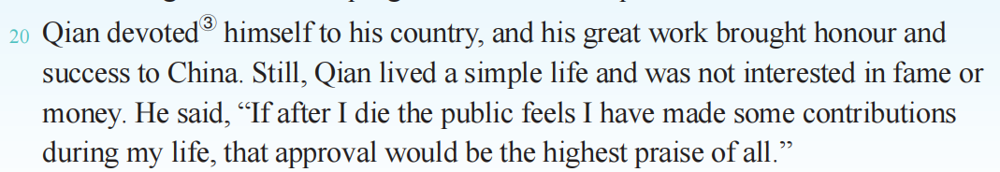 20 Qian devoted③ himself to his country, and his great work brought honour and
success to China. Still, Qian lived a simple life and was not interested in fame or
money. He said, “If after I die the public feels I have made some contributions
during my life, that approval would be the highest praise of all.”